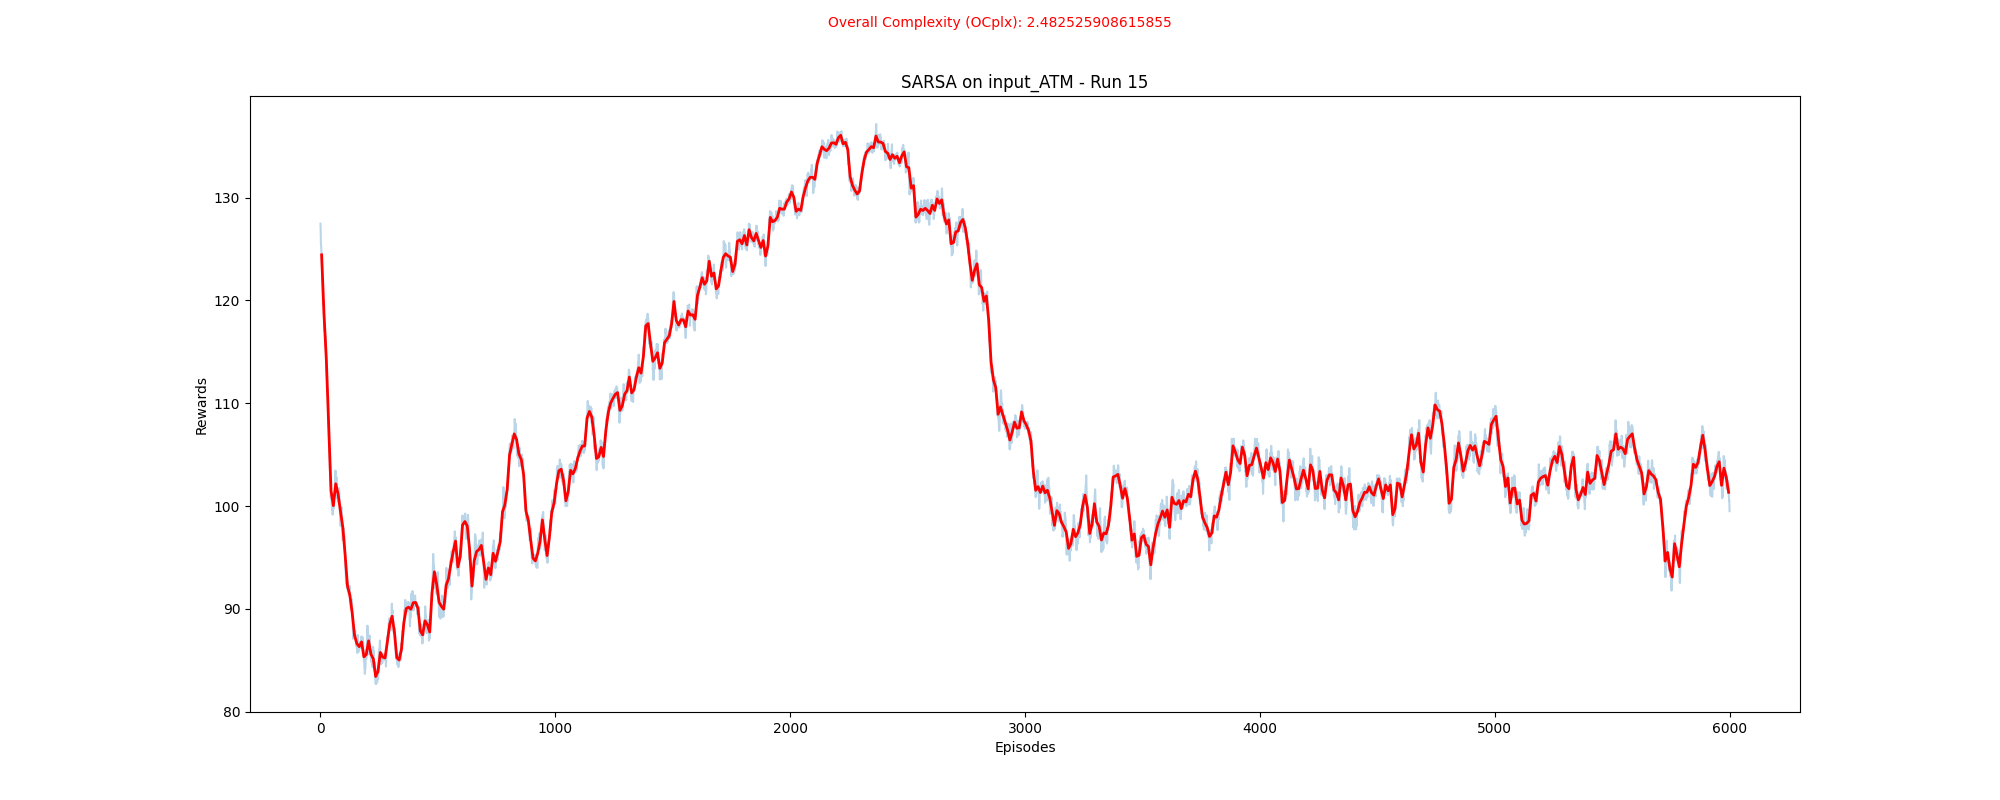 Overall Complexity (OCplx): 2.482525908615855
SARSA on input_ATM - Run 15
Rewards
130
120
110
100
90
80
0 1000 2000 3000 4000 5000 6000
Episodes